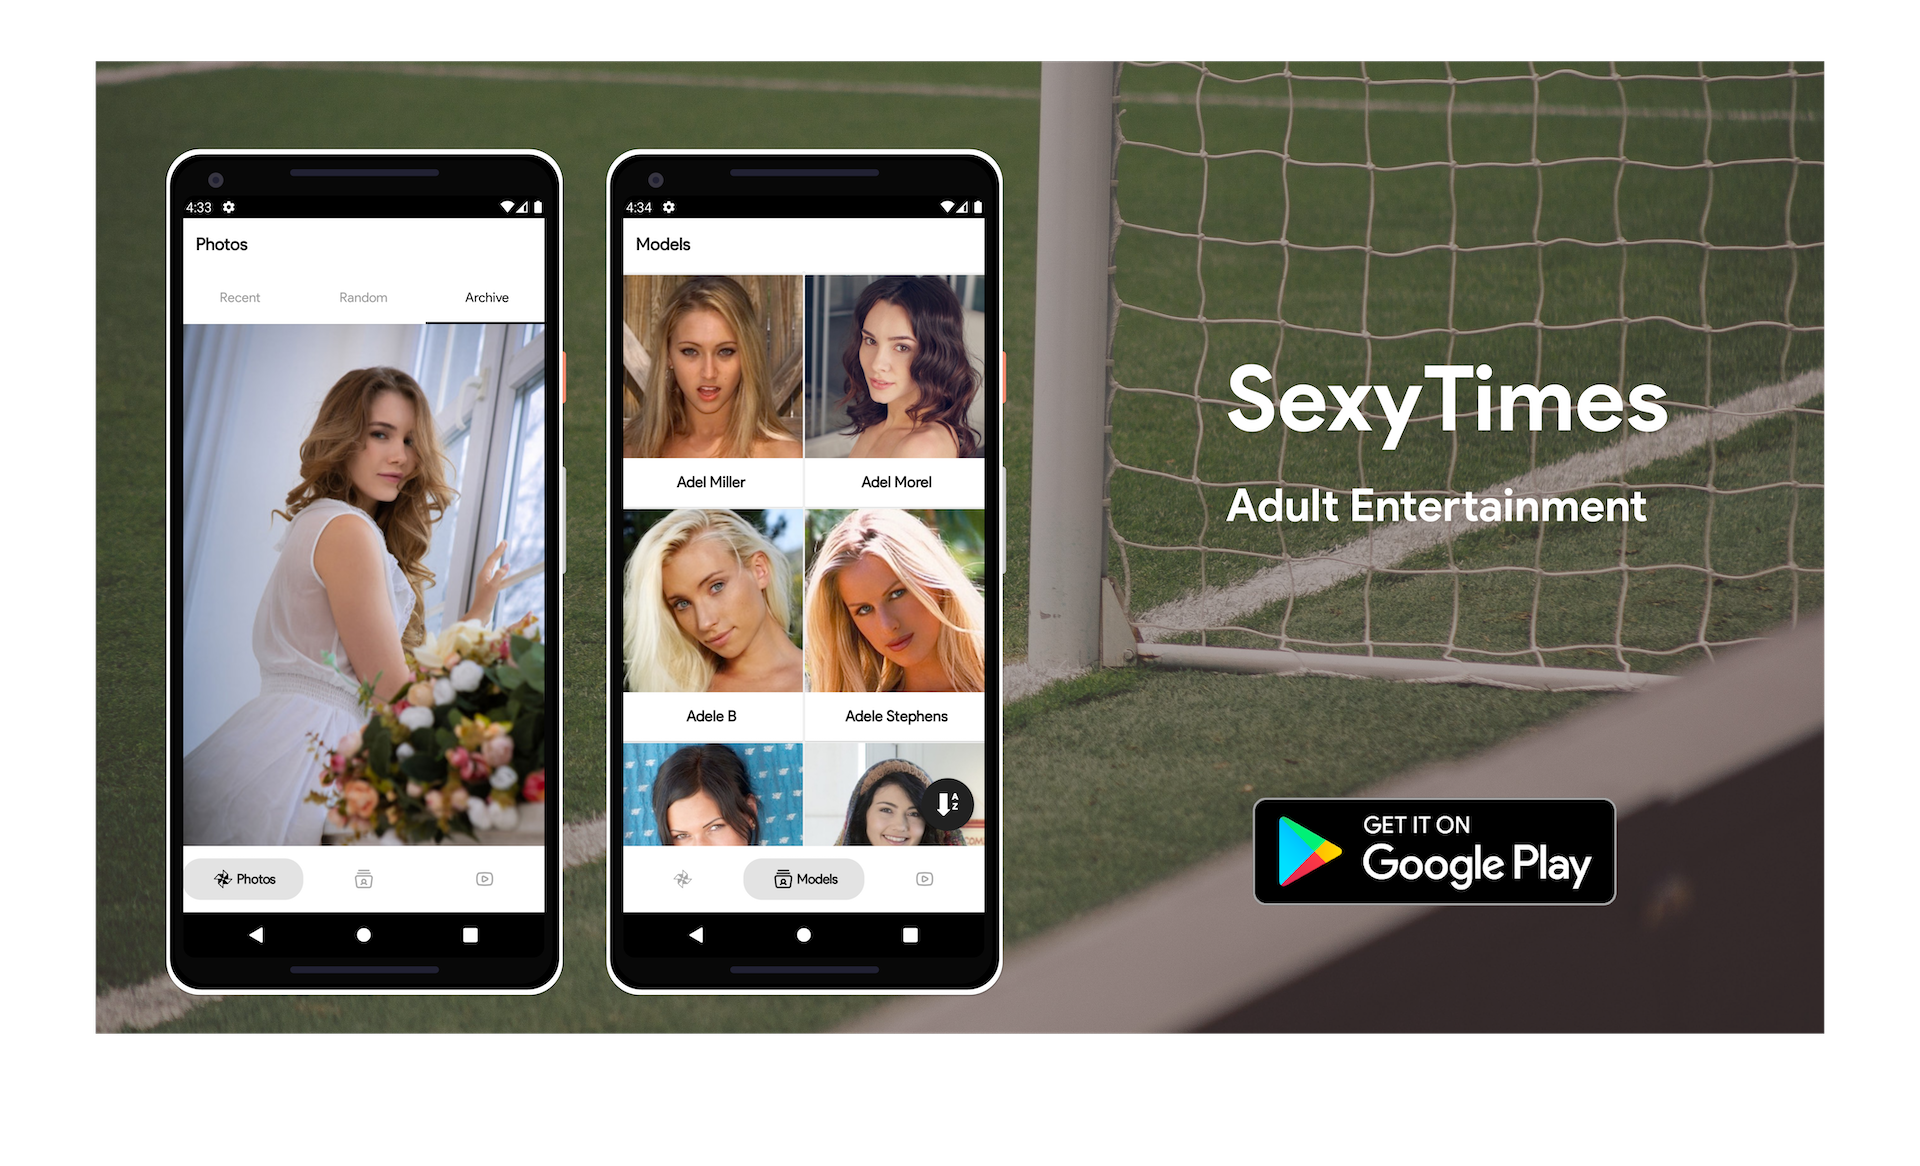 4:33
Photos
Recent Random Archive
Photos
4:34
Models
Adel Miller Adel Morel
Adele B Adele Stephens
A
Z
COM
Models
SexyTimes
Adult Entertainment
GET IT ON
Google Play